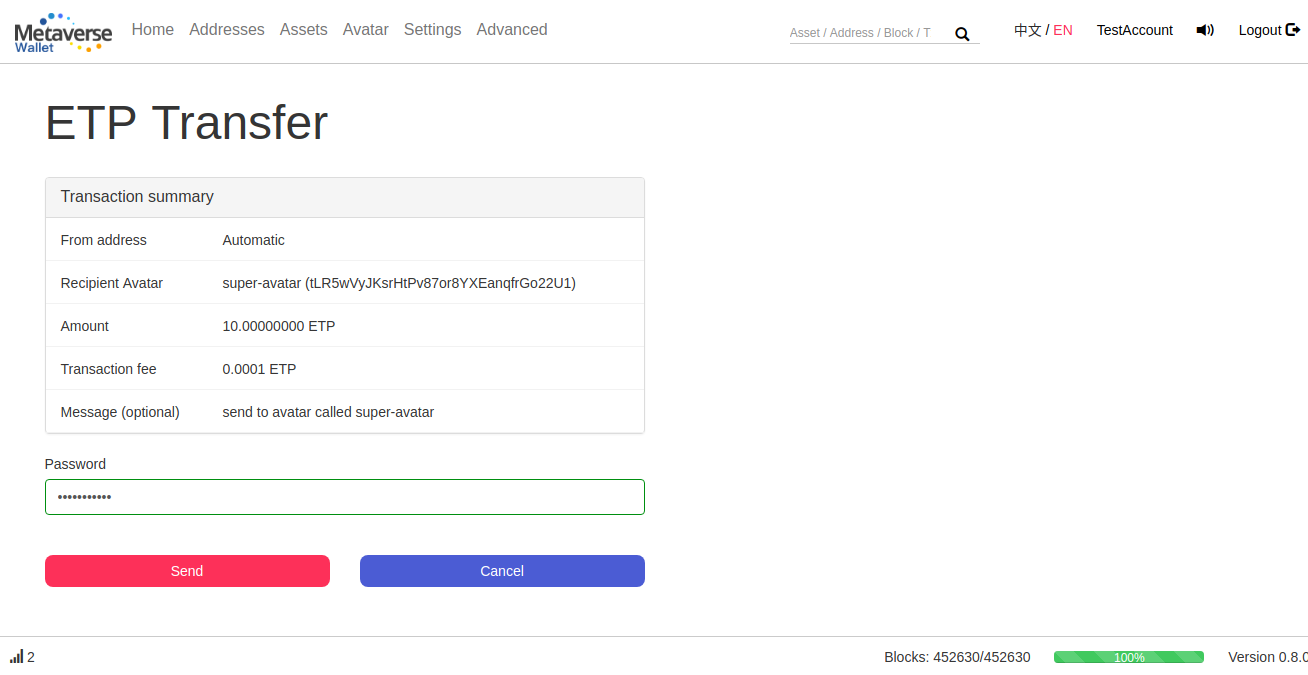 Metaverse Wallet
Home Addresses Assets Avatar Settings Advanced
Asset / Address / Block / T
中文 / EN
TestAccount
Logout
ETP Transfer
Transaction summary
From address Automatic
Recipient Avatar super-avatar (tLR5wVyJKsrHtPv87or8YXEanqfrGo22U1)
Amount 10.00000000 ETP
Transaction fee 0.0001 ETP
Message (optional) send to avatar called super-avatar
Password
•••••••••••
Send Cancel
2 Blocks: 452630/452630 100% Version 0.8.0